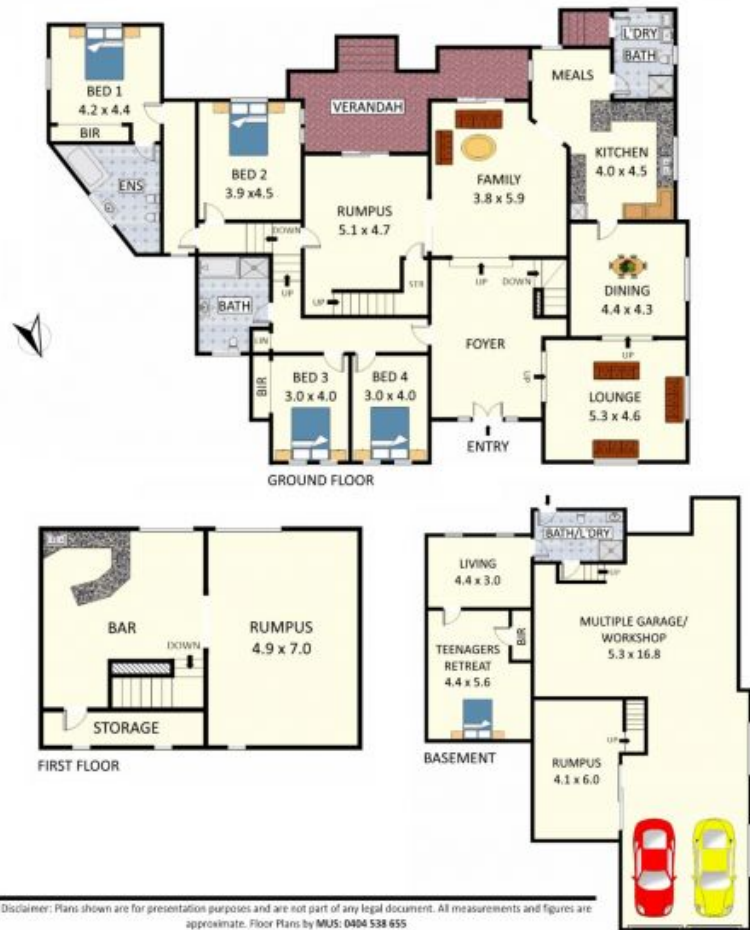 BED 1
4.2 x 4.4
BIR
ENS
BED 2
3.9 x4.5
VERANDAH
MEALS
L'DRY
BATH
KITCHEN
4.0 x 4.5
FAMILY
3.8 x 5.9
RUMPUS
5.1 x 4.7
DOWN
UP
UP
STR
UP
DOWN
DINING
4.4 x 4.3
BATH
LIN
FOYER
UP
UP
LOUNGE
5.3 x 4.6
BIR
BED 3
3.0 x 4.0
BED 4
3.0 x 4.0
ENTRY
GROUND FLOOR
BAR
DOWN
RUMPUS
4.9 x 7.0
STORAGE
FIRST FLOOR
BATH/L'DRY
UP
LIVING
4.4 x 3.0
BIR
TEENAGERS
RETREAT
4.4 x 5.6
MULTIPLE GARAGE/
WORKSHOP
5.3 x 16.8
UP
RUMPUS
4.1 x 6.0
BASEMENT
Disclaimer: Plans shown are for presentation purposes and are not part of any legal document. All measurements and figures are
approximate. Floor Plans by MUS: 0404 538 655